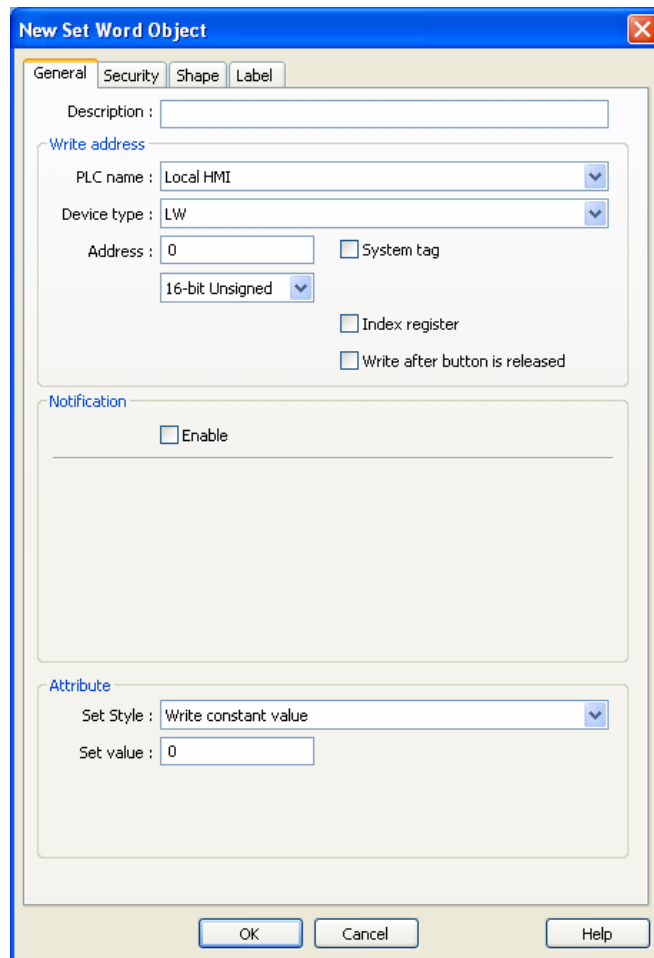 New Set Word Object
General Security Shape Label
Description :
Write address
PLC name : Local HMI
Device type : LW
Address : 0 System tag
16-bit Unsigned
Index register
Write after button is released
Notification
Enable
Attribute
Set Style : Write constant value
Set value : 0
OK Cancel Help